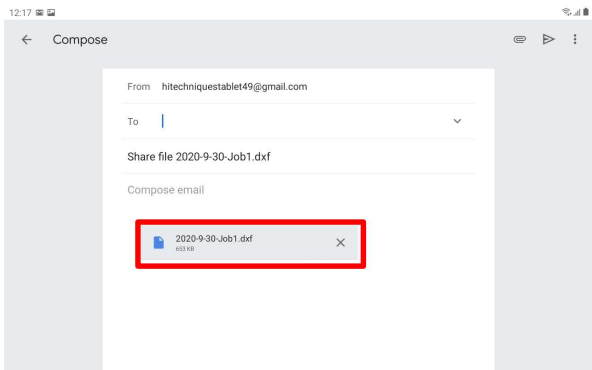 12:17
Compose
From hitechniquestablet49@gmail.com
To
Share file 2020-9-30-Job1.dxf
Compose email
2020-9-30-Job1.dxf
653 KB